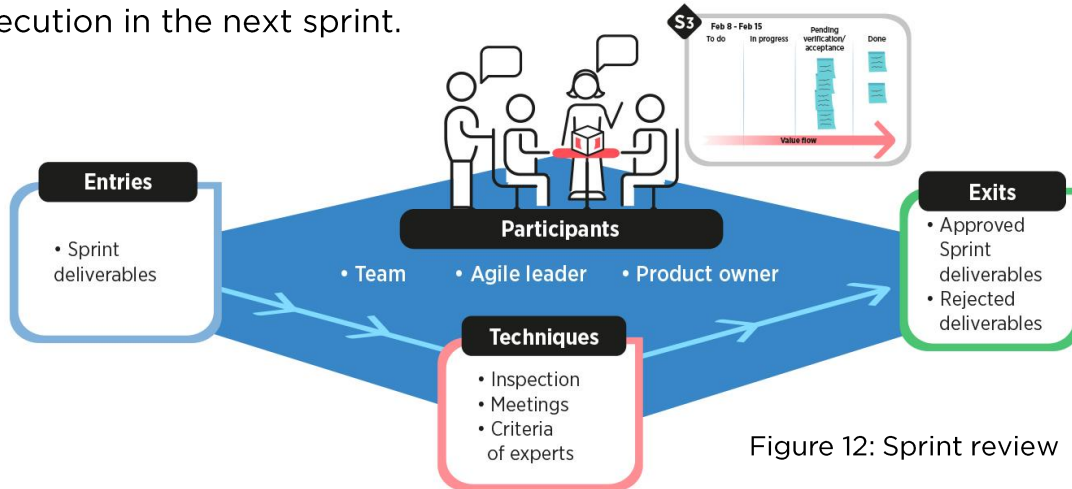 ecution in the next sprint.
S3
Feb 8 - Feb 15
To do
In progress
Pending
verification/
acceptance
Done
Value flow
Entries
• Sprint
deliverables
Participants
• Team • Agile leader • Product owner
Techniques
• Inspection
• Meetings
• Criteria
of experts
Exits
• Approved
Sprint
deliverables
• Rejected
deliverables
Figure 12: Sprint review